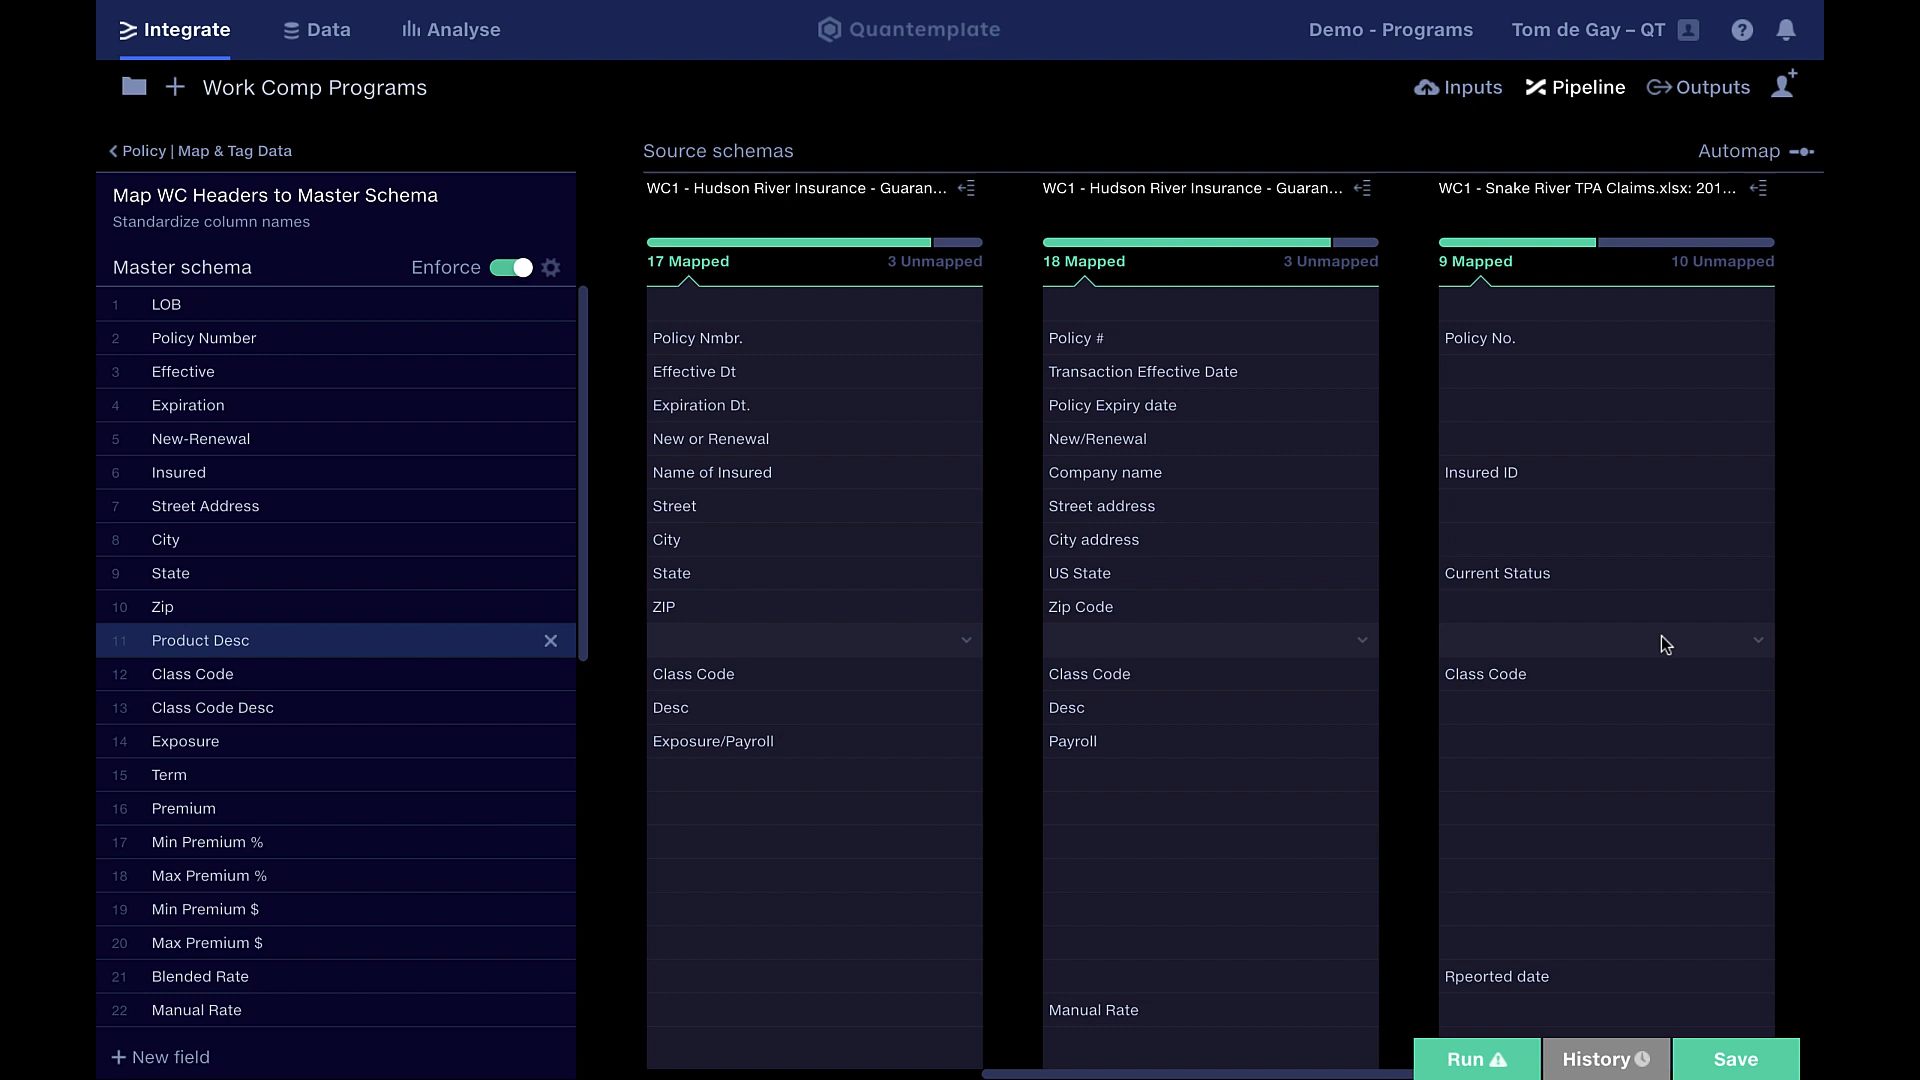 Integrate
Data
Analyse
Quantemplate
Demo - Programs
Tom de Gay – QT
?
Work Comp Programs
Inputs
Pipeline
Outputs
Policy | Map & Tag Data
Source schemas
Automap
Map WC Headers to Master Schema
Standardize column names
Master schema
Enforce
1 LOB
2 Policy Number
3 Effective
4 Expiration
5 New-Renewal
6 Insured
7 Street Address
8 City
9 State
10 Zip
11 Product Desc
12 Class Code
13 Class Code Desc
14 Exposure
15 Term
16 Premium
17 Min Premium %
18 Max Premium %
19 Min Premium $
20 Max Premium $
21 Blended Rate
22 Manual Rate
+ New field
WC1 - Hudson River Insurance - Guaran...
17 Mapped
3 Unmapped
Policy Nmbr.
Effective Dt
Expiration Dt.
New or Renewal
Name of Insured
Street
City
State
ZIP
Class Code
Desc
Exposure/Payroll
WC1 - Hudson River Insurance - Guaran...
18 Mapped
3 Unmapped
Policy #
Transaction Effective Date
Policy Expiry date
New/Renewal
Company name
Street address
City address
US State
Zip Code
Class Code
Desc
Payroll
Manual Rate
WC1 - Snake River TPA Claims.xlsx: 201...
9 Mapped
10 Unmapped
Policy No.
Insured ID
Current Status
Class Code
Rpeorted date
Run
History
Save